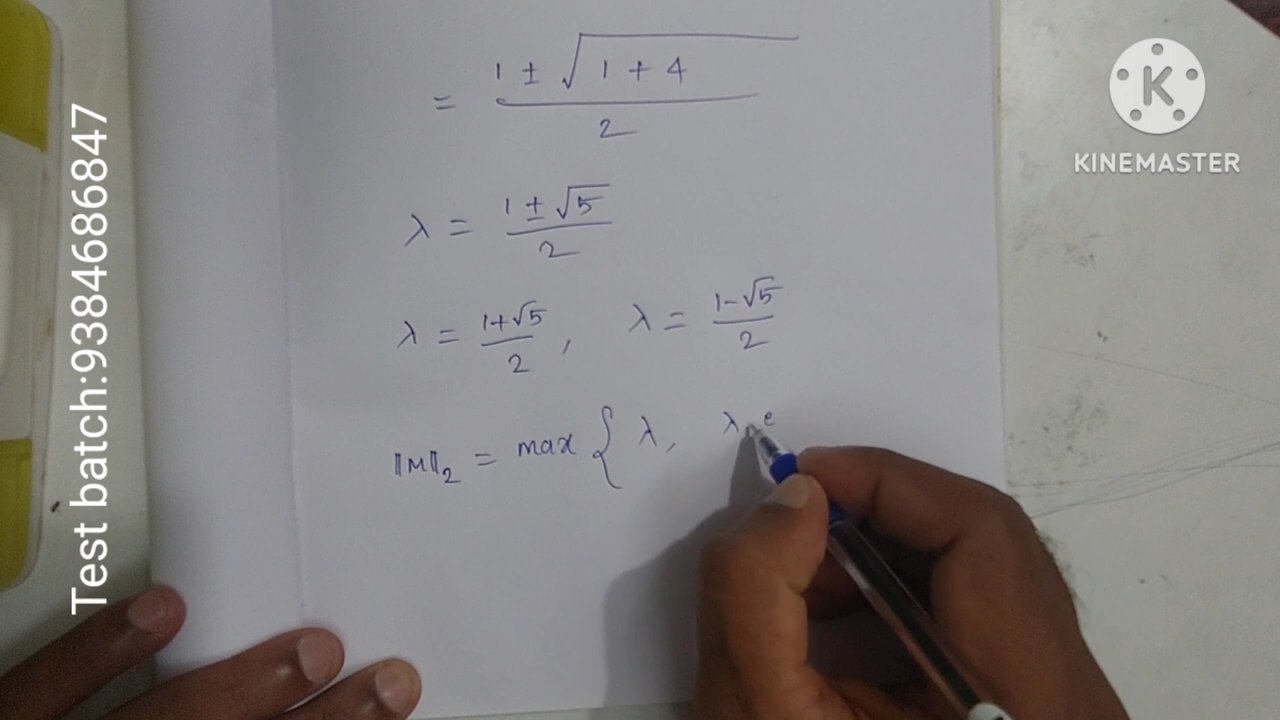 = (1 ± √(1 + 4)) / 2
λ = (1 ± √5) / 2
λ = (1+√5) / 2 , λ = (1-√5) / 2
‖M‖₂ = max { λ, λ e
Test batch:9384686847
K
KINEMASTER